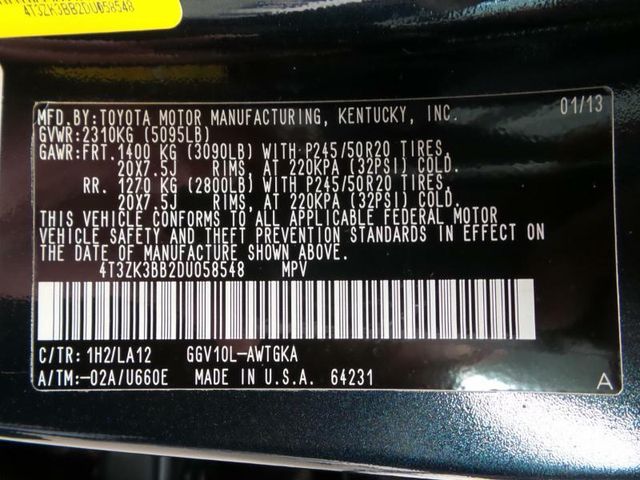 4T3ZK3BB2DU058548
MFD.BY:TOYOTA MOTOR MANUFACTURING, KENTUCKY, INC. 01/13
GVWR:2310KG (5095LB)
GAWR:FRT.1400 KG (3090LB) WITH P245/50R20 TIRES,
20X7.5J RIMS, AT 220KPA (32PSI) COLD.
RR. 1270 KG (2800LB) WITH P245/50R20 TIRES,
20X7.5J RIMS, AT 220KPA (32PSI) COLD.
THIS VEHICLE CONFORMS TO ALL APPLICABLE FEDERAL MOTOR
VEHICLE SAFETY AND THEFT PREVENTION STANDARDS IN EFFECT ON
THE DATE OF MANUFACTURE SHOWN ABOVE.
4T3ZK3BB2DU058548 MPV
C/TR: 1H2/LA12 GGV10L-AWTGKA
A/TM:-02A/U660E MADE IN U.S.A. 64231 A